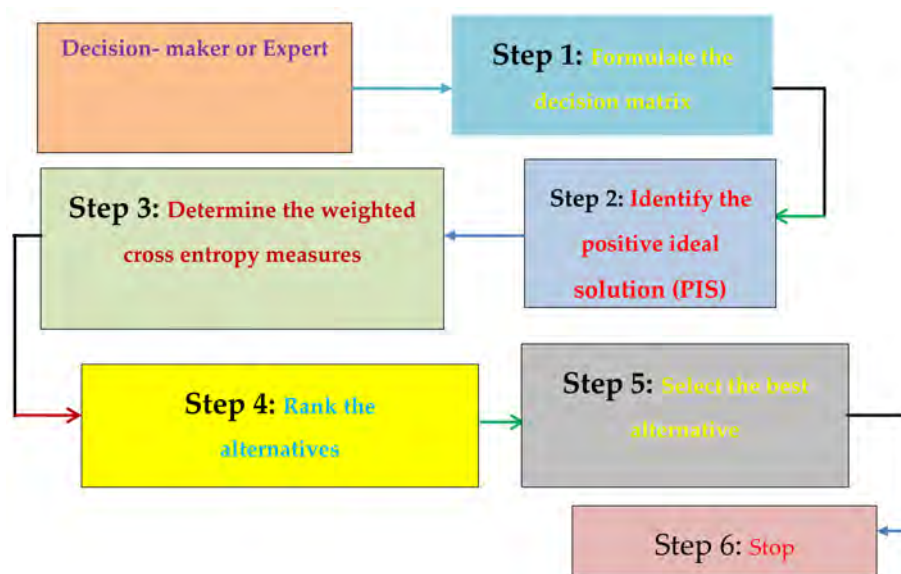 Decision- maker or Expert
Step 1: Formulate the
decision matrix
Step 2: Identify the
positive ideal
solution (PIS)
Step 3: Determine the weighted
cross entropy measures
Step 4: Rank the
alternatives
Step 5: Select the best
alternative
Step 6: Stop